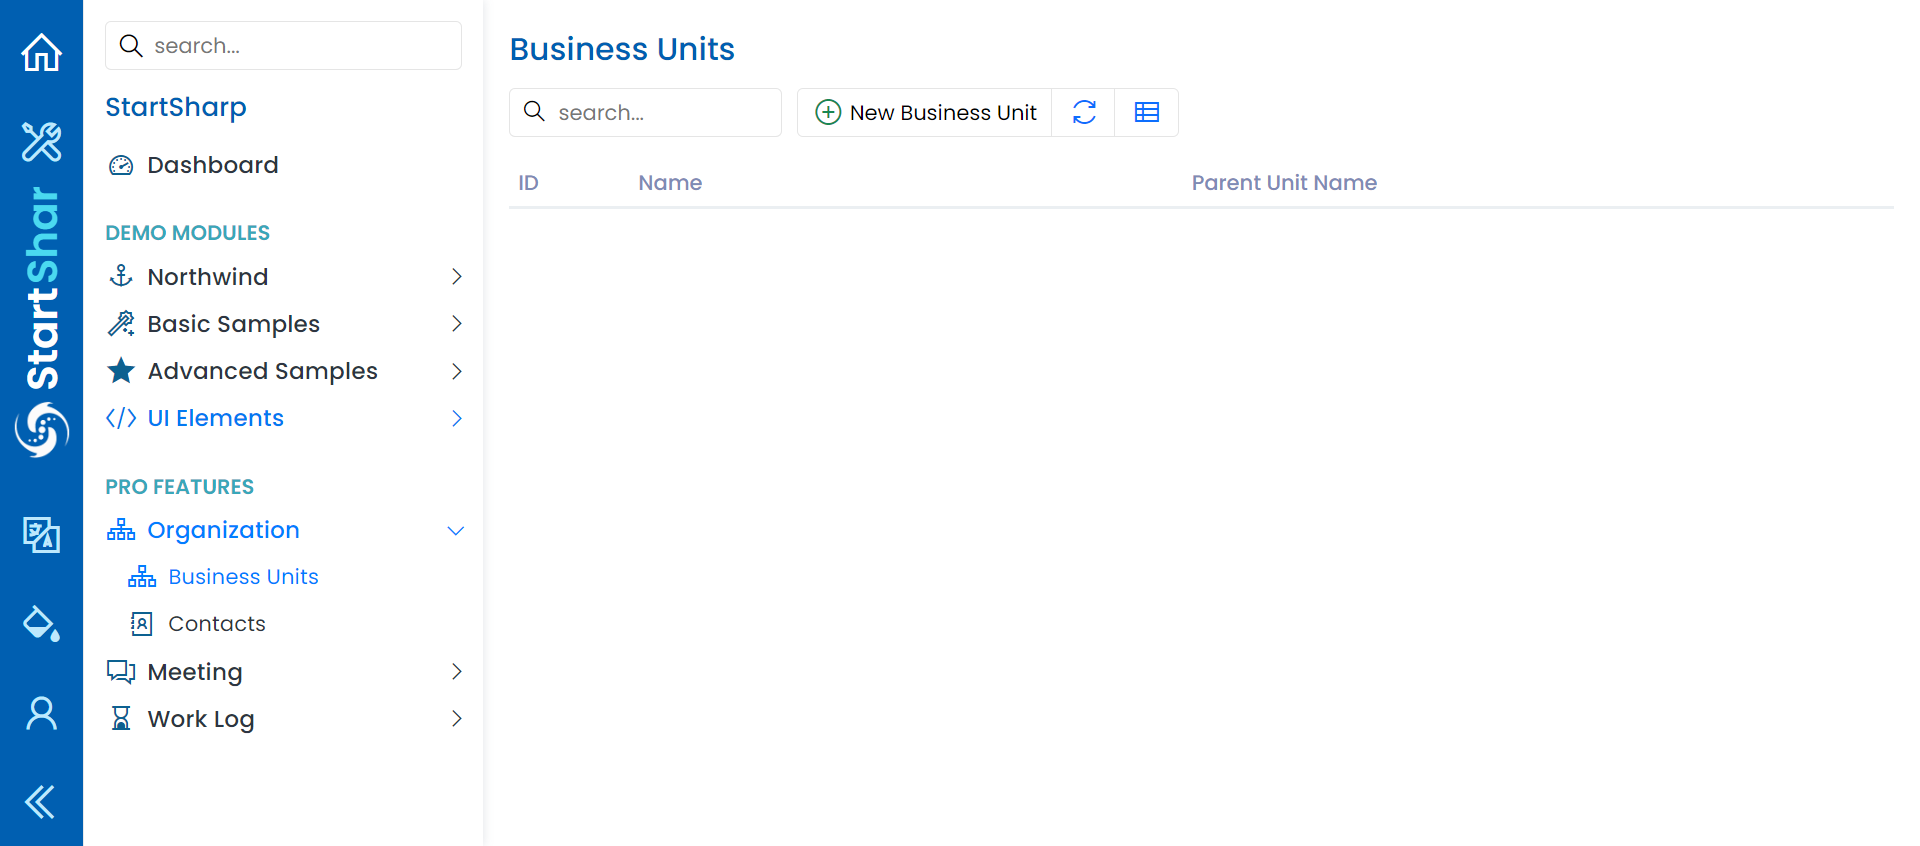 StartShar
search...
StartSharp
Dashboard
DEMO MODULES
Northwind
Basic Samples
Advanced Samples
UI Elements
PRO FEATURES
Organization
Business Units
Contacts
Meeting
Work Log
Business Units
search...
New Business Unit
ID Name Parent Unit Name